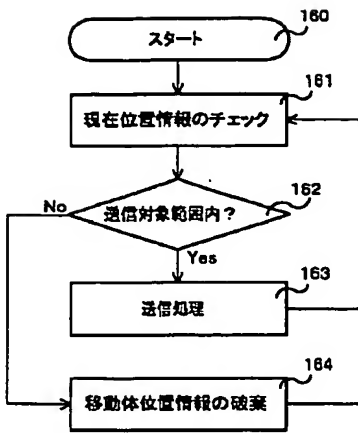 スタート
160
161
現在位置情報のチェック
162
No
送信対象範囲内?
Yes
163
送信処理
164
移動体位置情報の破棄